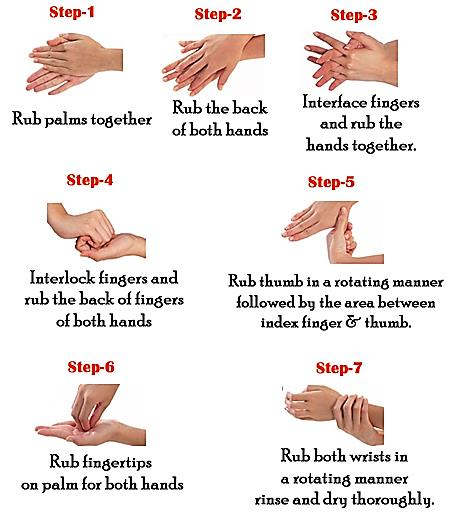 Step-1
Rub palms together
Step-2
Rub the back
of both hands
Step-3
Interface fingers
and rub the
hands together.
Step-4
Interlock fingers and
rub the back of fingers
of both hands
Step-5
Rub thumb in a rotating manner
followed by the area between
index finger & thumb.
Step-6
Rub fingertips
on palm for both hands
Step-7
Rub both wrists in
a rotating manner
rinse and dry thoroughly.